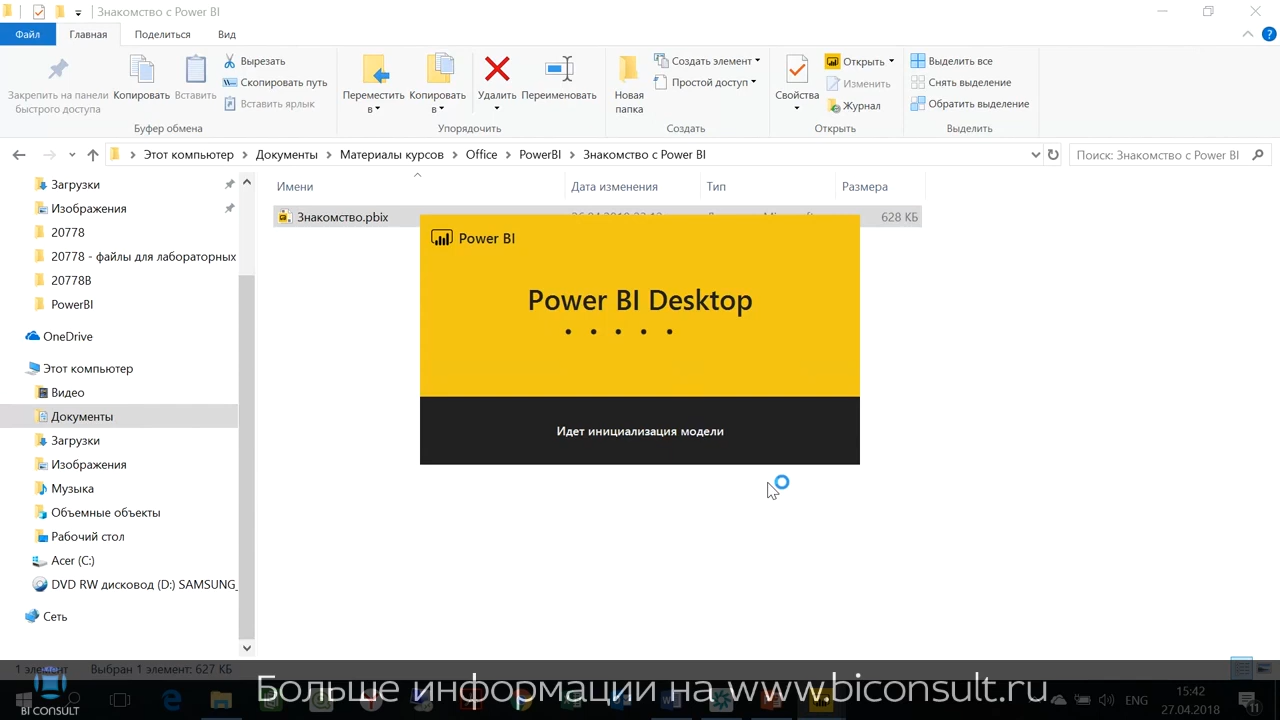 Знакомство с Power BI
Файл Главная Поделиться Вид
Закрепить на панели быстрого доступа
Копировать
Вставить
Вырезать
Скопировать путь
Вставить ярлык
Буфер обмена
Переместить в
Копировать в
Удалить
Переименовать
Упорядочить
Новая папка
Создать элемент
Простой доступ
Создать
Свойства
Открыть
Изменить
Журнал
Открыть
Выделить все
Снять выделение
Обратить выделение
Выделить
Этот компьютер Документы Материалы курсов Office PowerBI Знакомство с Power BI
Поиск: Знакомство с Power BI
Загрузки
Изображения
20778
20778 - файлы для лабораторных
20778B
PowerBI
OneDrive
Этот компьютер
Видео
Документы
Загрузки
Изображения
Музыка
Объемные объекты
Рабочий стол
Acer (C:)
DVD RW дисковод (D:) SAMSUNG_
Сеть
Имени Дата изменения Тип Размера
Знакомство.pbix 628 КБ
Power BI
Power BI Desktop
Идет инициализация модели
1 элемент Выбран 1 элемент: 627 КБ
Больше информации на www.biconsult.ru
BI CONSULT
ENG
15:42
27.04.2018
11